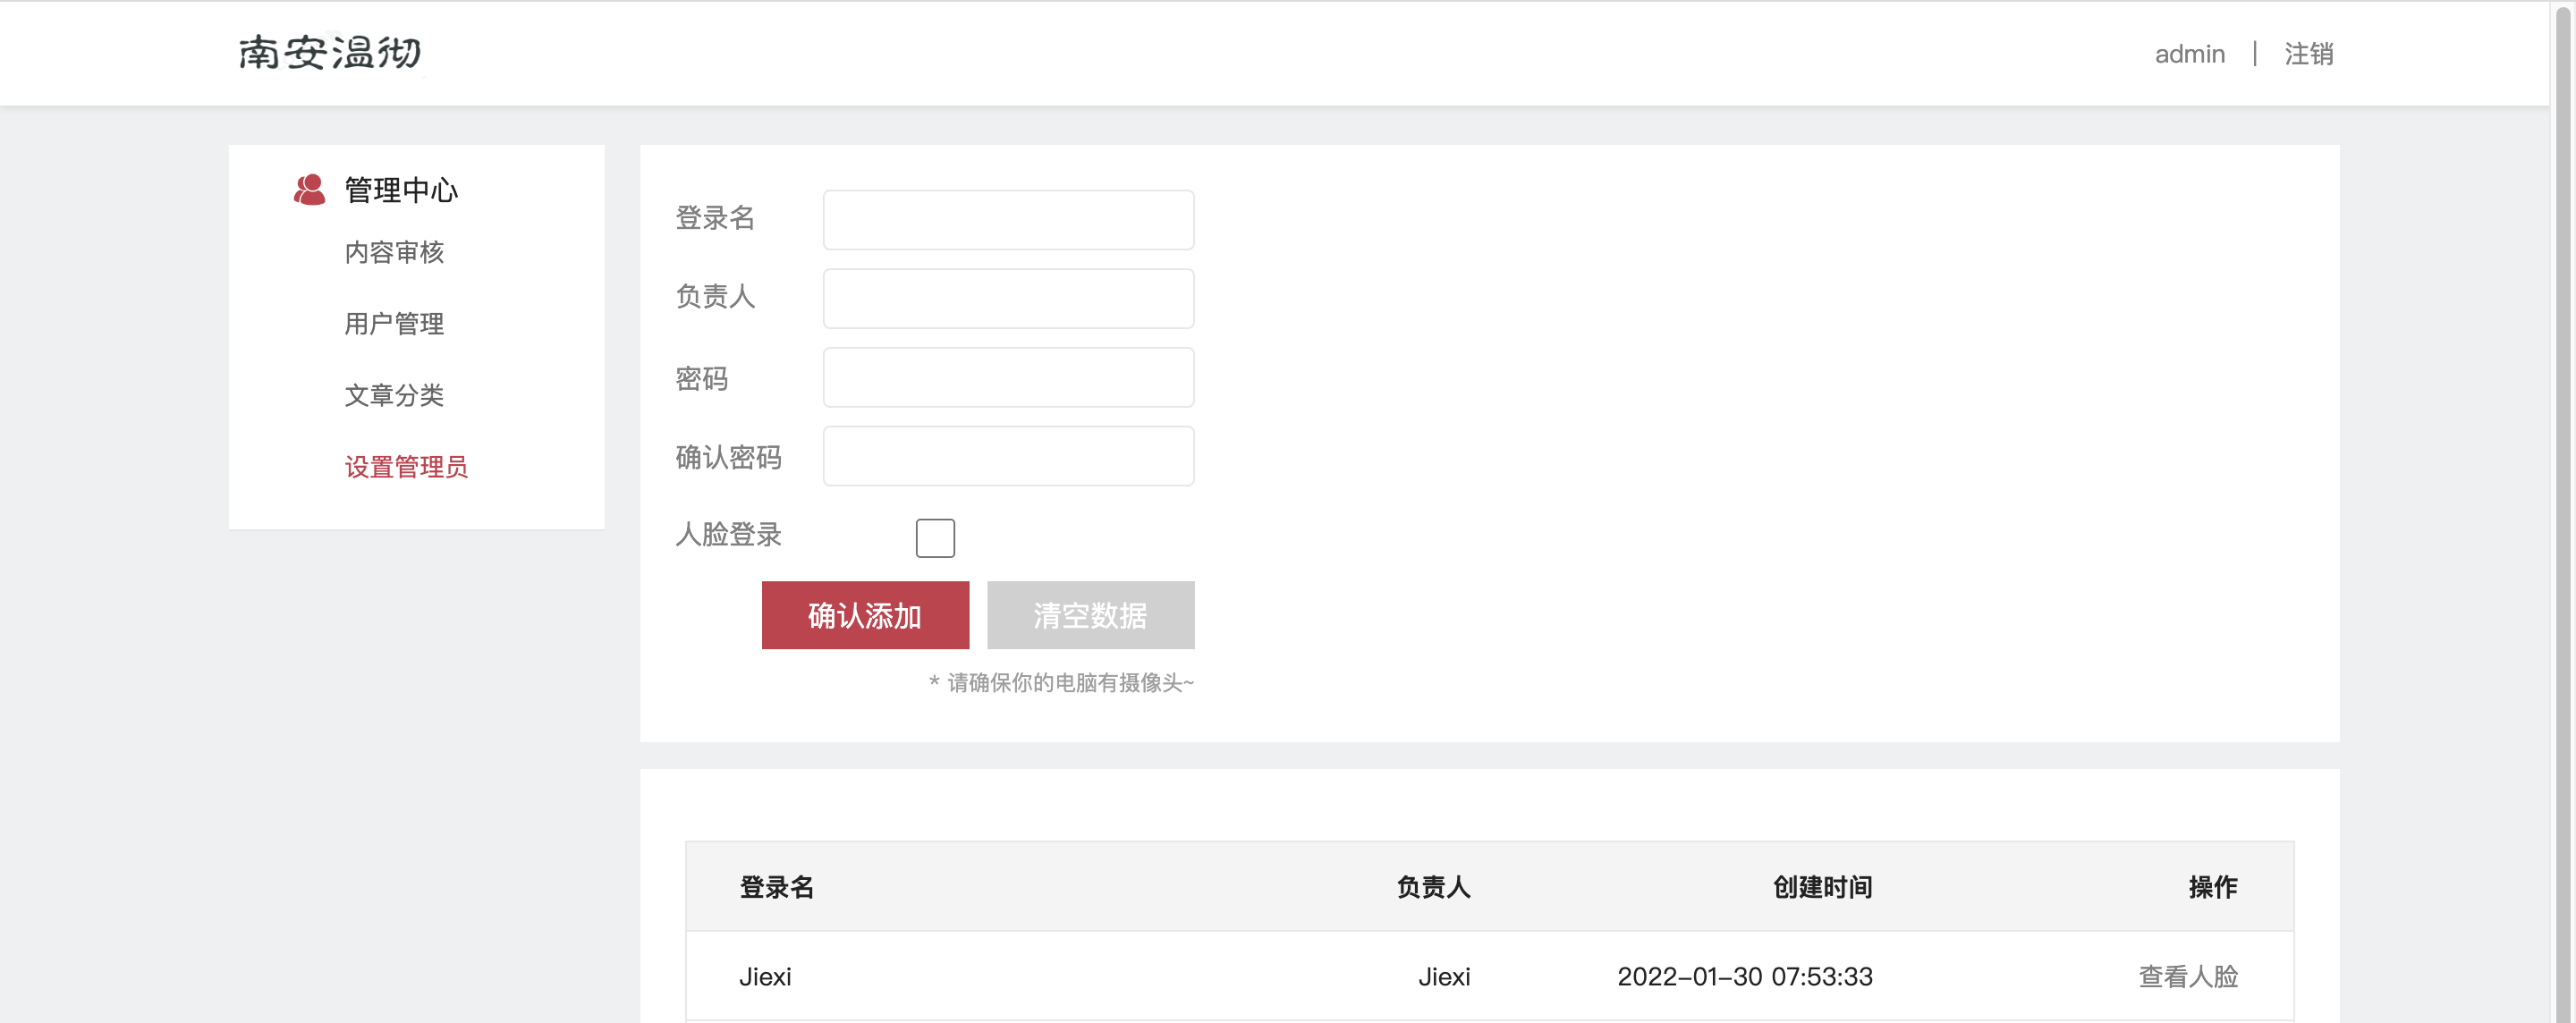 南安温彻
admin | 注销
管理中心
内容审核
用户管理
文章分类
设置管理员
登录名
负责人
密码
确认密码
人脸登录
确认添加 清空数据
* 请确保你的电脑有摄像头~
登录名 负责人 创建时间 操作
Jiexi Jiexi 2022-01-30 07:53:33 查看人脸